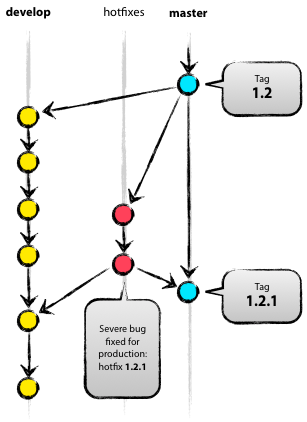 develop
hotfixes
master
Tag
1.2
Tag
1.2.1
Severe bug
fixed for
production:
hotfix 1.2.1